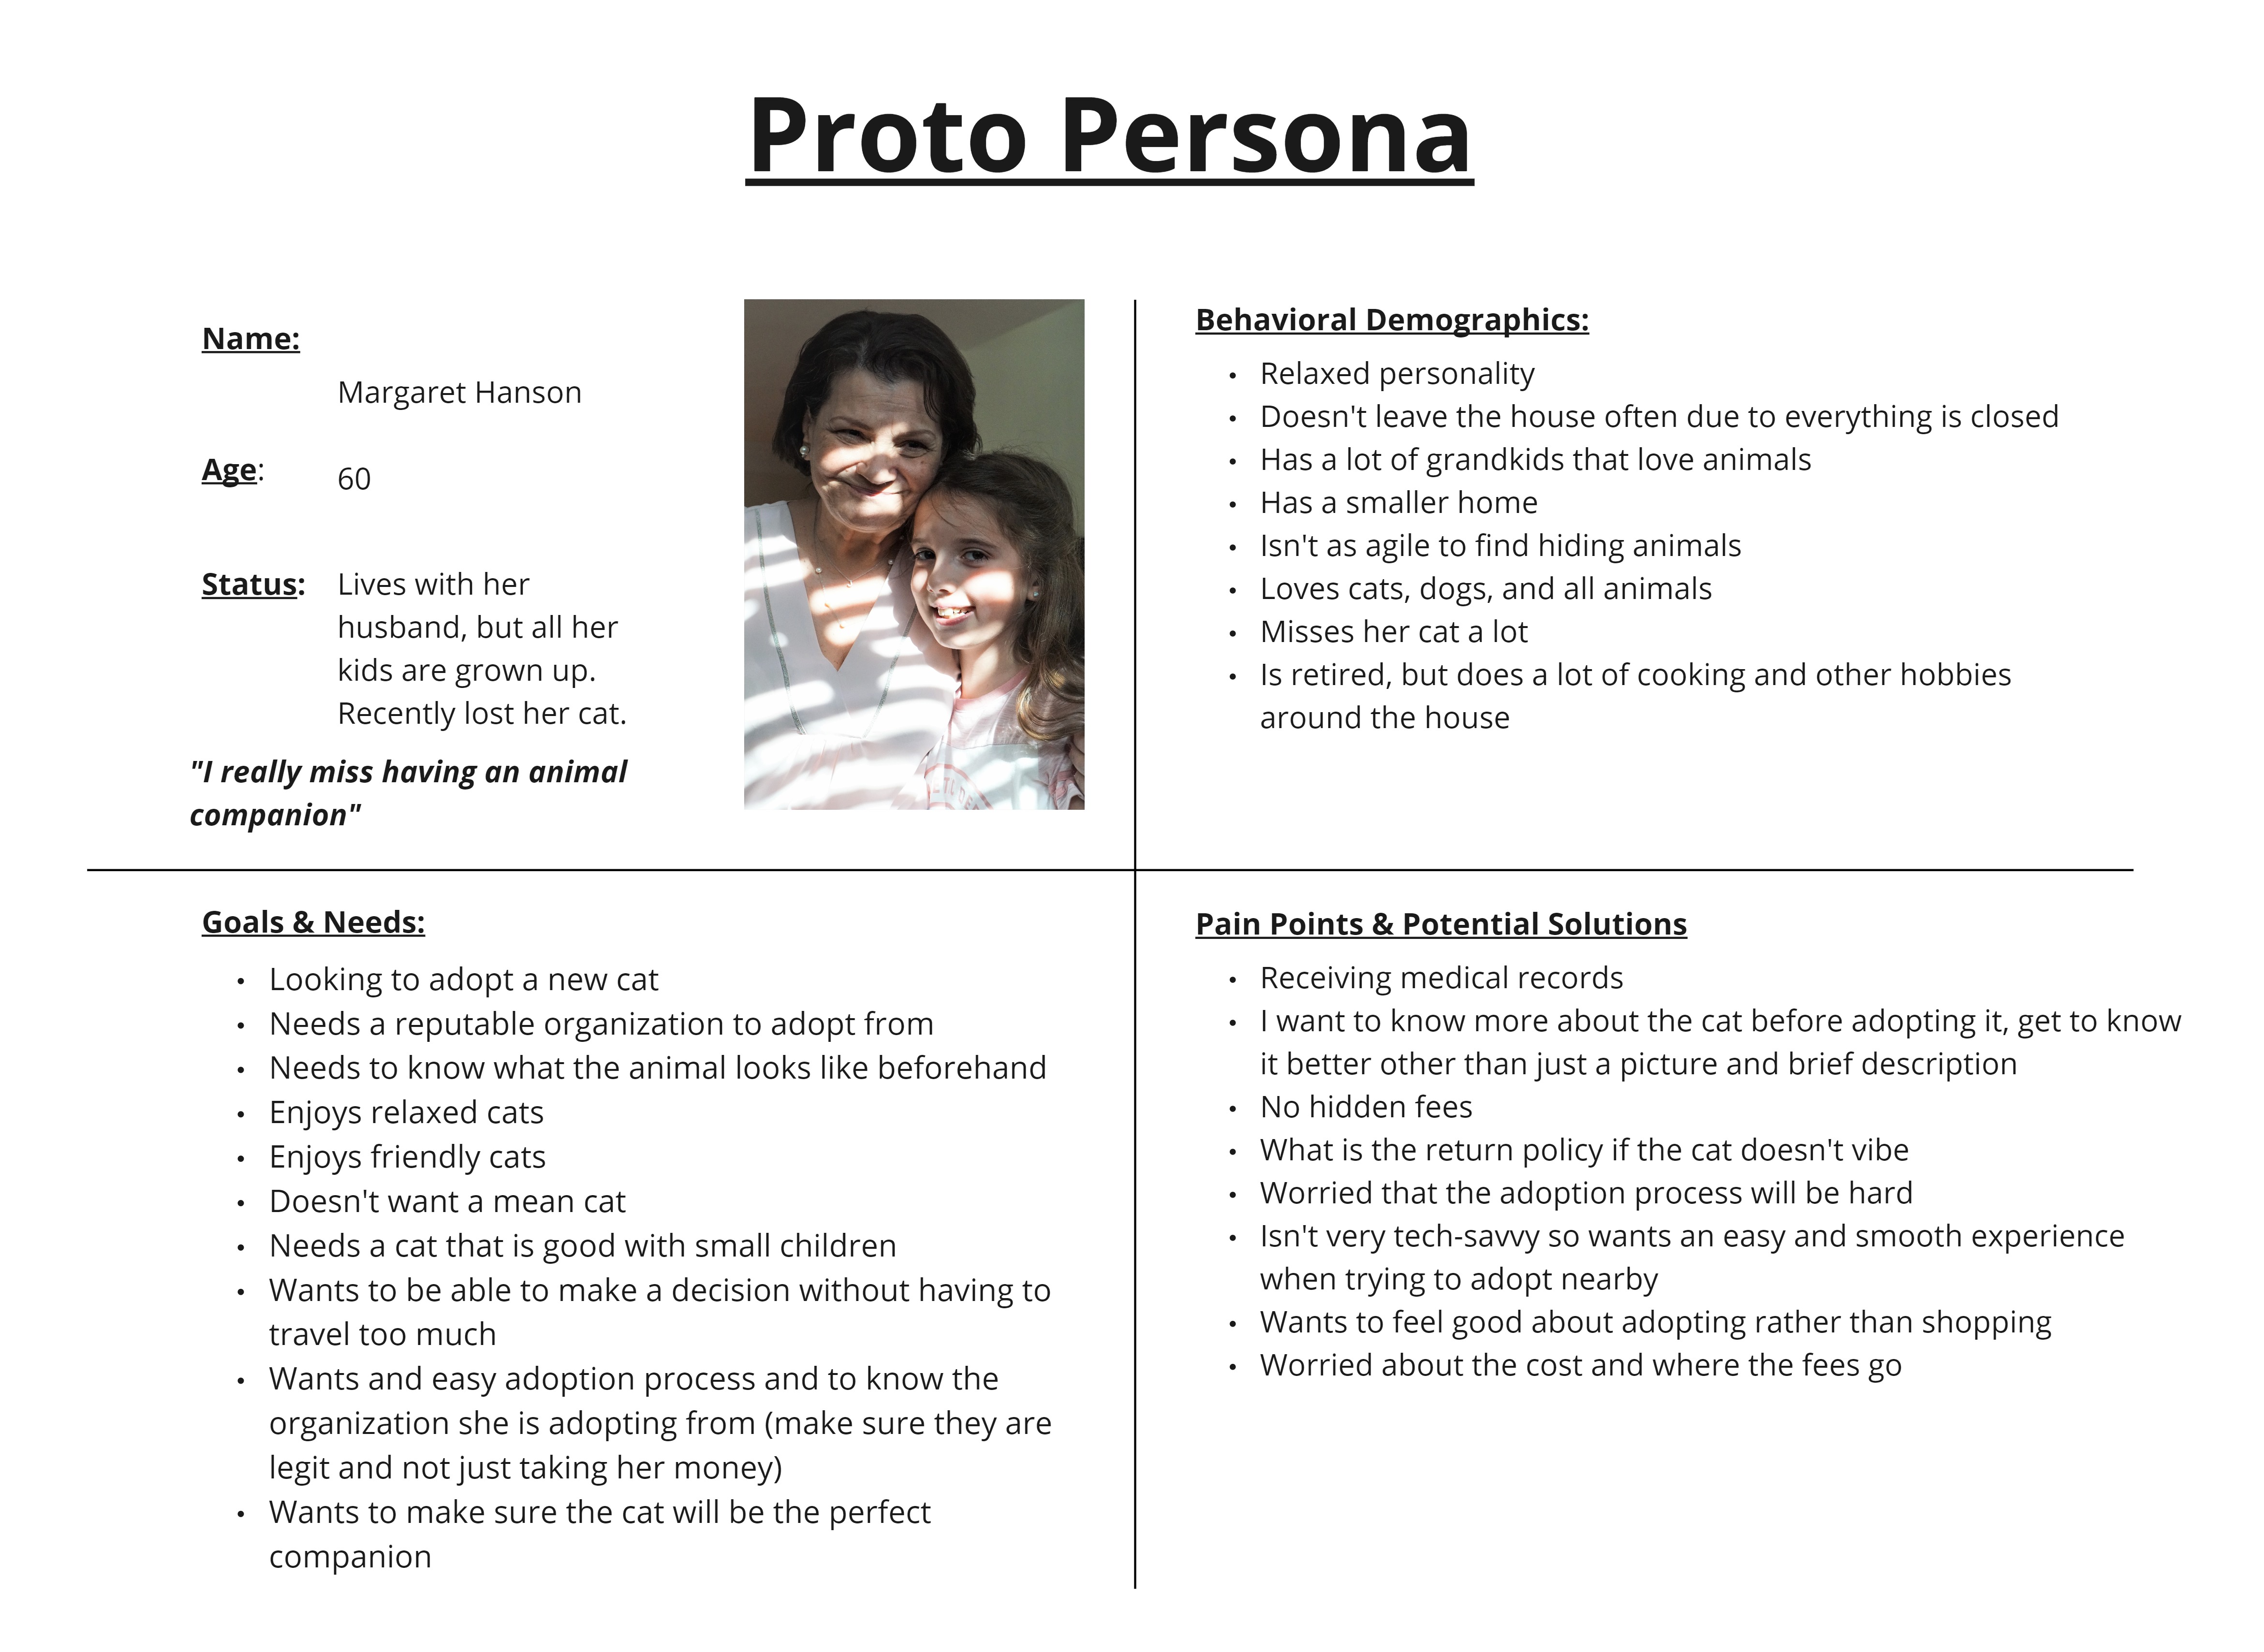 Proto Persona
Name:
Margaret Hanson
Age:
60
Status:
Lives with her
husband, but all her
kids are grown up.
Recently lost her cat.
"I really miss having an animal
companion"
Behavioral Demographics:
• Relaxed personality
• Doesn't leave the house often due to everything is closed
• Has a lot of grandkids that love animals
• Has a smaller home
• Isn't as agile to find hiding animals
• Loves cats, dogs, and all animals
• Misses her cat a lot
• Is retired, but does a lot of cooking and other hobbies
around the house
Goals & Needs:
• Looking to adopt a new cat
• Needs a reputable organization to adopt from
• Needs to know what the animal looks like beforehand
• Enjoys relaxed cats
• Enjoys friendly cats
• Doesn't want a mean cat
• Needs a cat that is good with small children
• Wants to be able to make a decision without having to
travel too much
• Wants and easy adoption process and to know the
organization she is adopting from (make sure they are
legit and not just taking her money)
• Wants to make sure the cat will be the perfect
companion
Pain Points & Potential Solutions
• Receiving medical records
• I want to know more about the cat before adopting it, get to know
it better other than just a picture and brief description
• No hidden fees
• What is the return policy if the cat doesn't vibe
• Worried that the adoption process will be hard
• Isn't very tech-savvy so wants an easy and smooth experience
when trying to adopt nearby
• Wants to feel good about adopting rather than shopping
• Worried about the cost and where the fees go